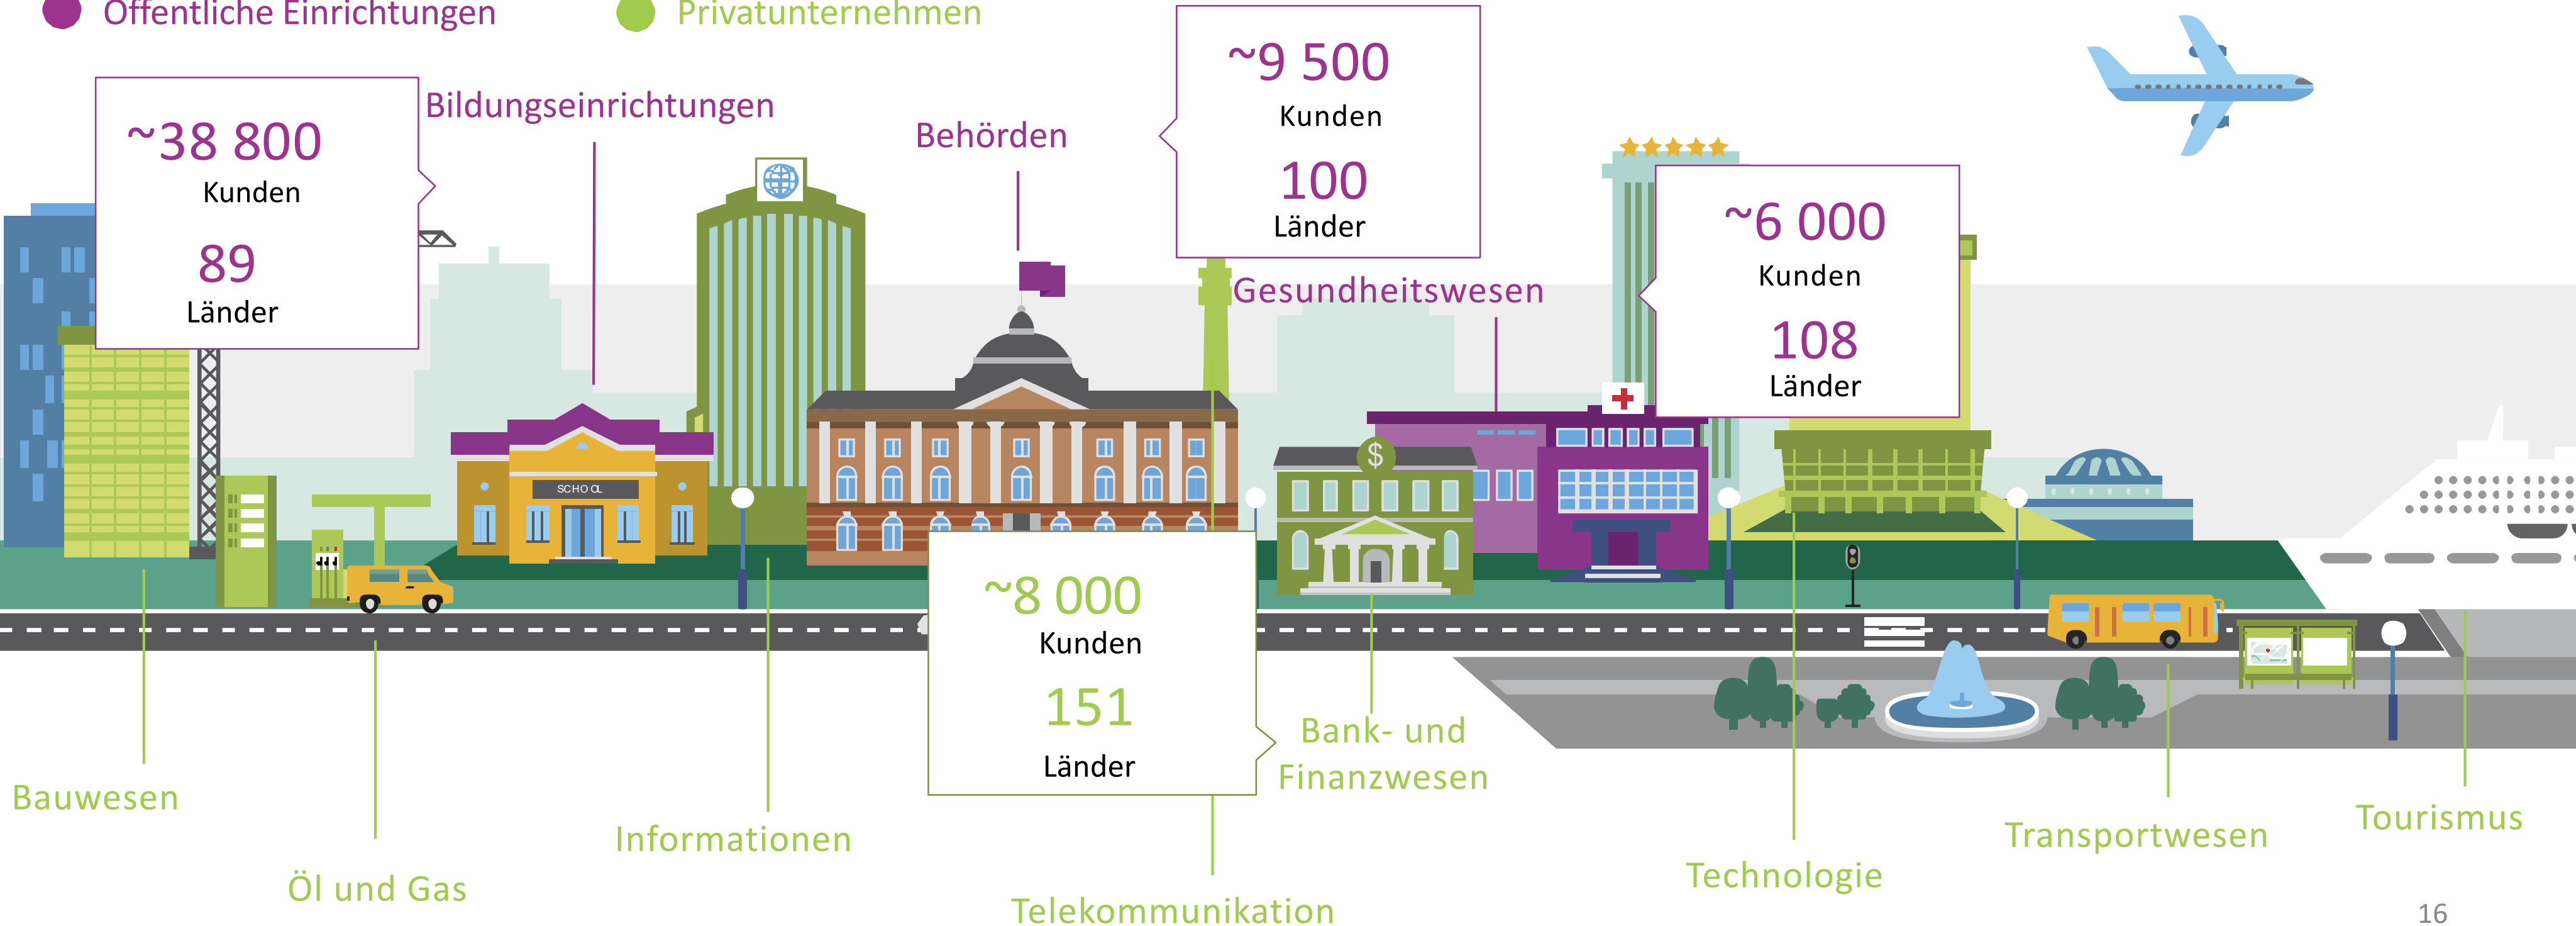 Öffentliche Einrichtungen
Privatunternehmen
~38 800
Kunden
89
Länder
Bildungseinrichtungen
Behörden
~9 500
Kunden
100
Länder
Gesundheitswesen
~6 000
Kunden
108
Länder
SCHOOL
$
~8 000
Kunden
151
Länder
Bank- und
Finanzwesen
Bauwesen
Öl und Gas
Informationen
Telekommunikation
Technologie
Transportwesen
Tourismus
16